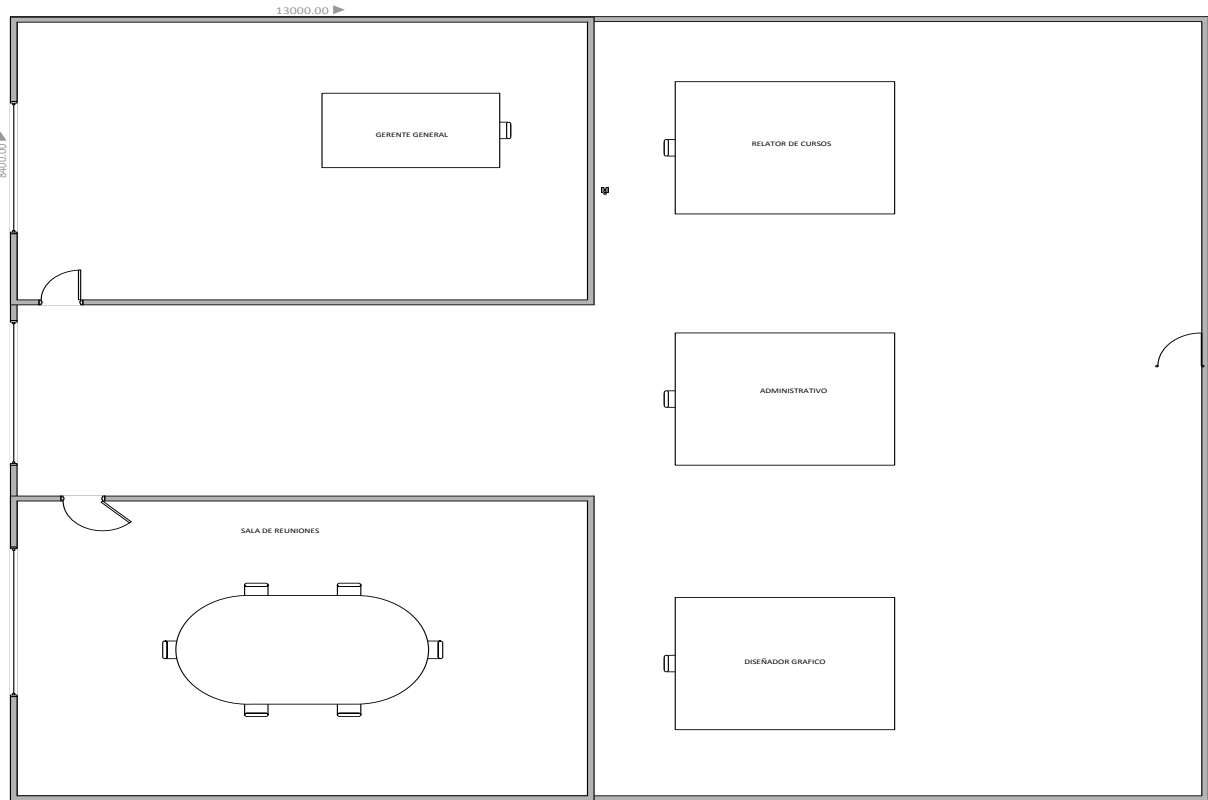 13000.00
8400.00
GERENTE GENERAL
RELATOR DE CURSOS
ADMINISTRATIVO
SALA DE REUNIONES
DISEÑADOR GRAFICO